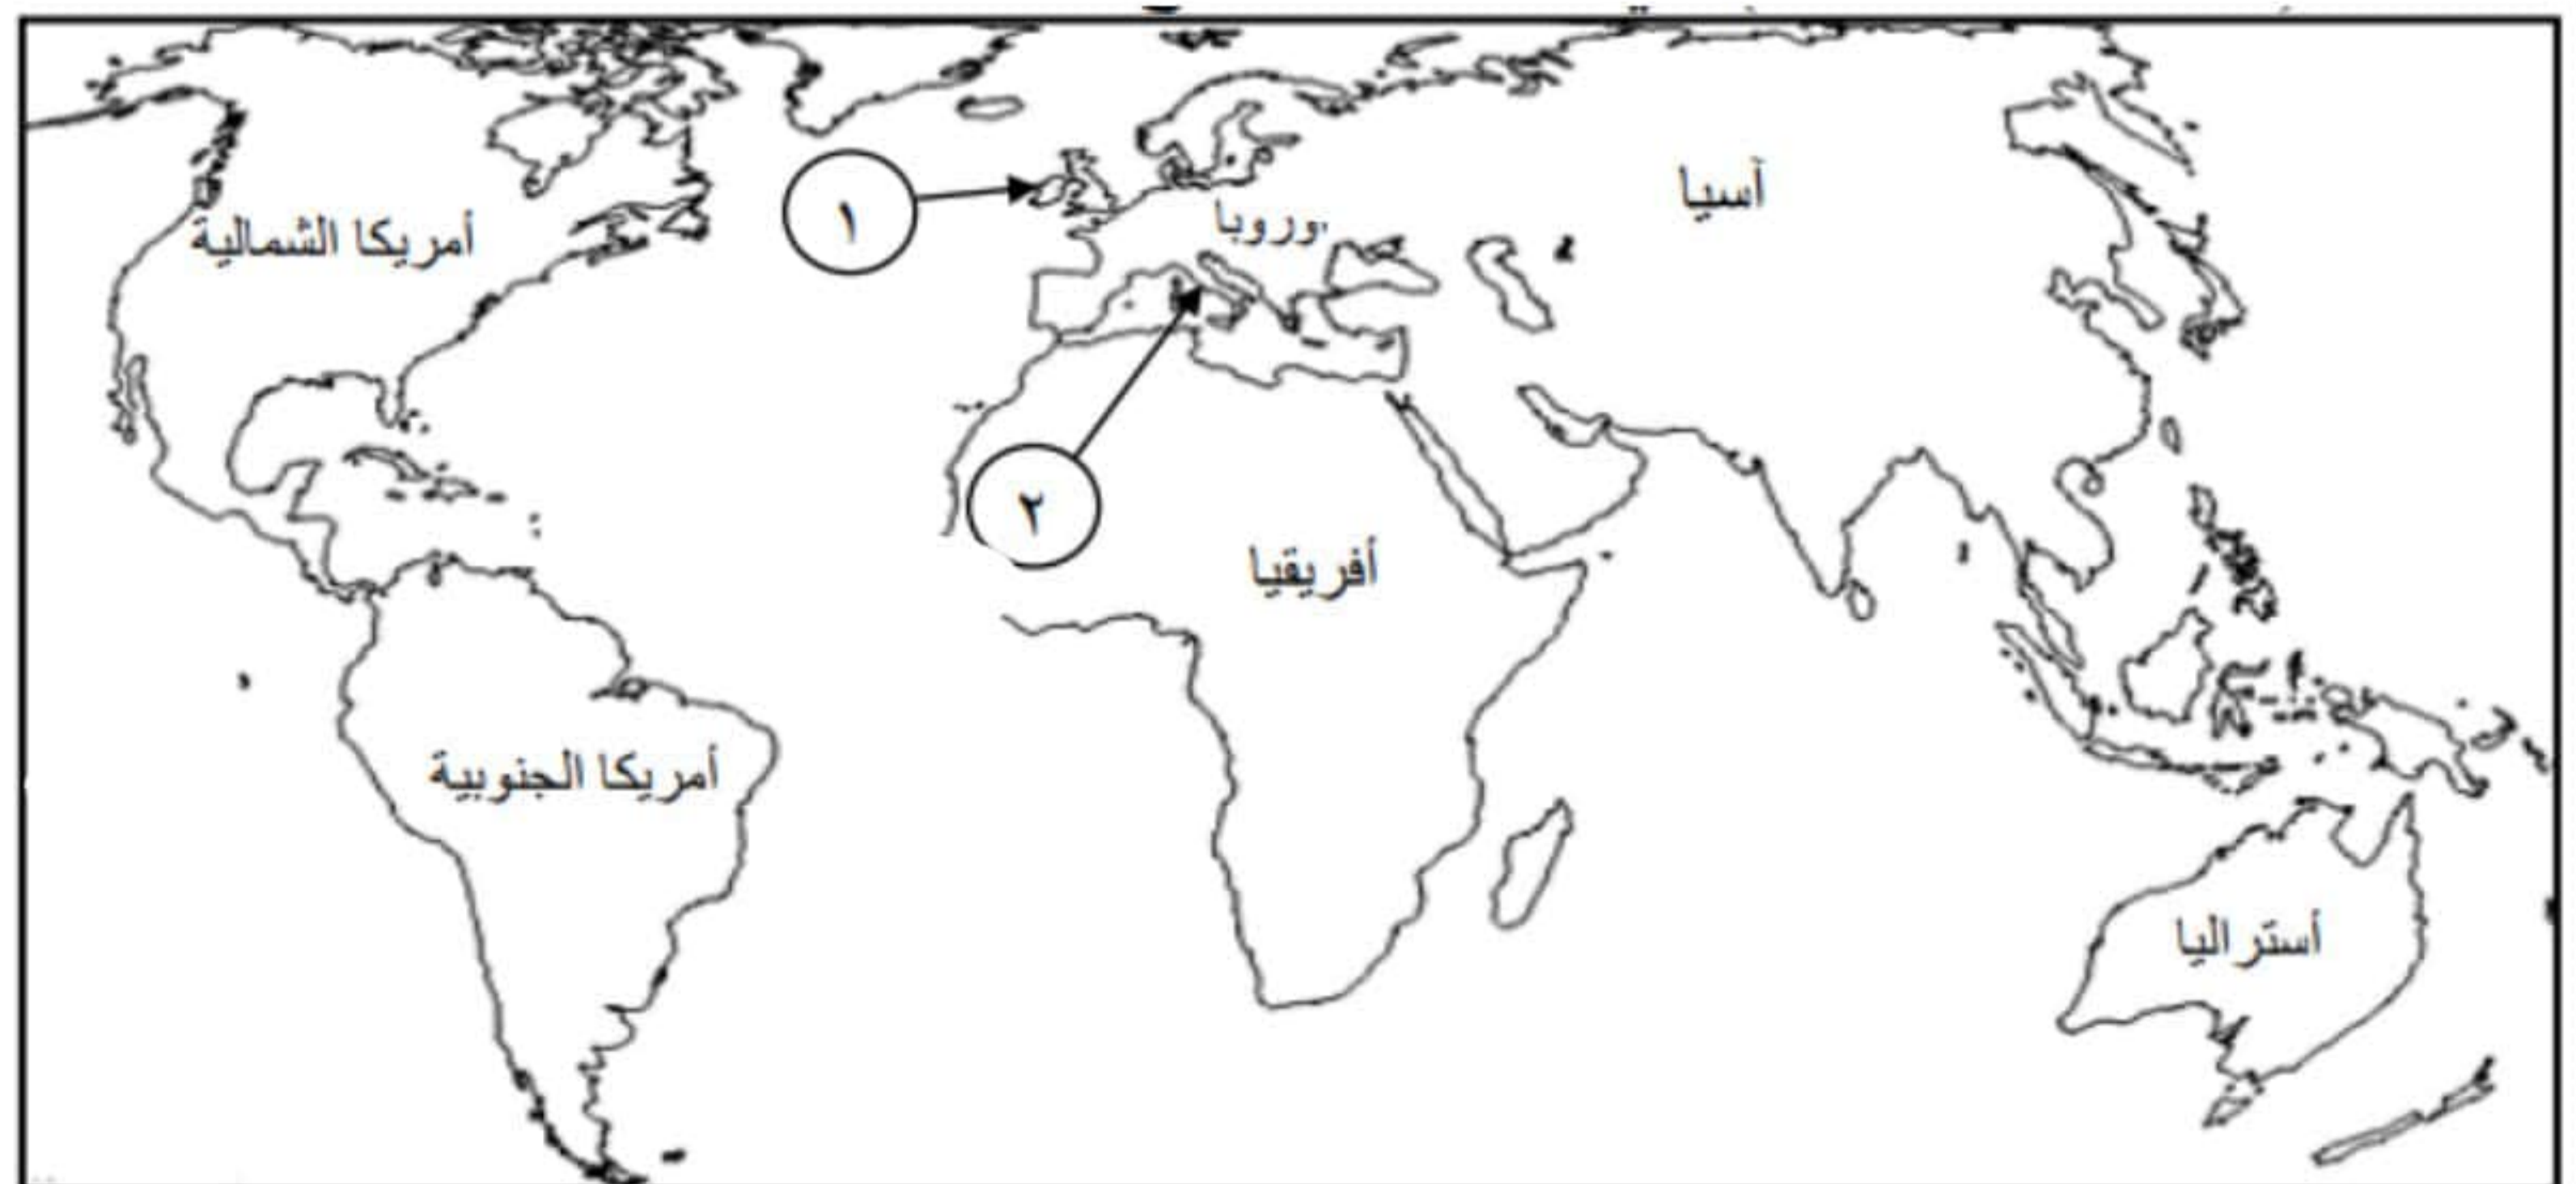 آسيا
١
وروبا
أمريكا الشمالية
٢
أفريقيا
أمريكا الجنوبية
أستراليا